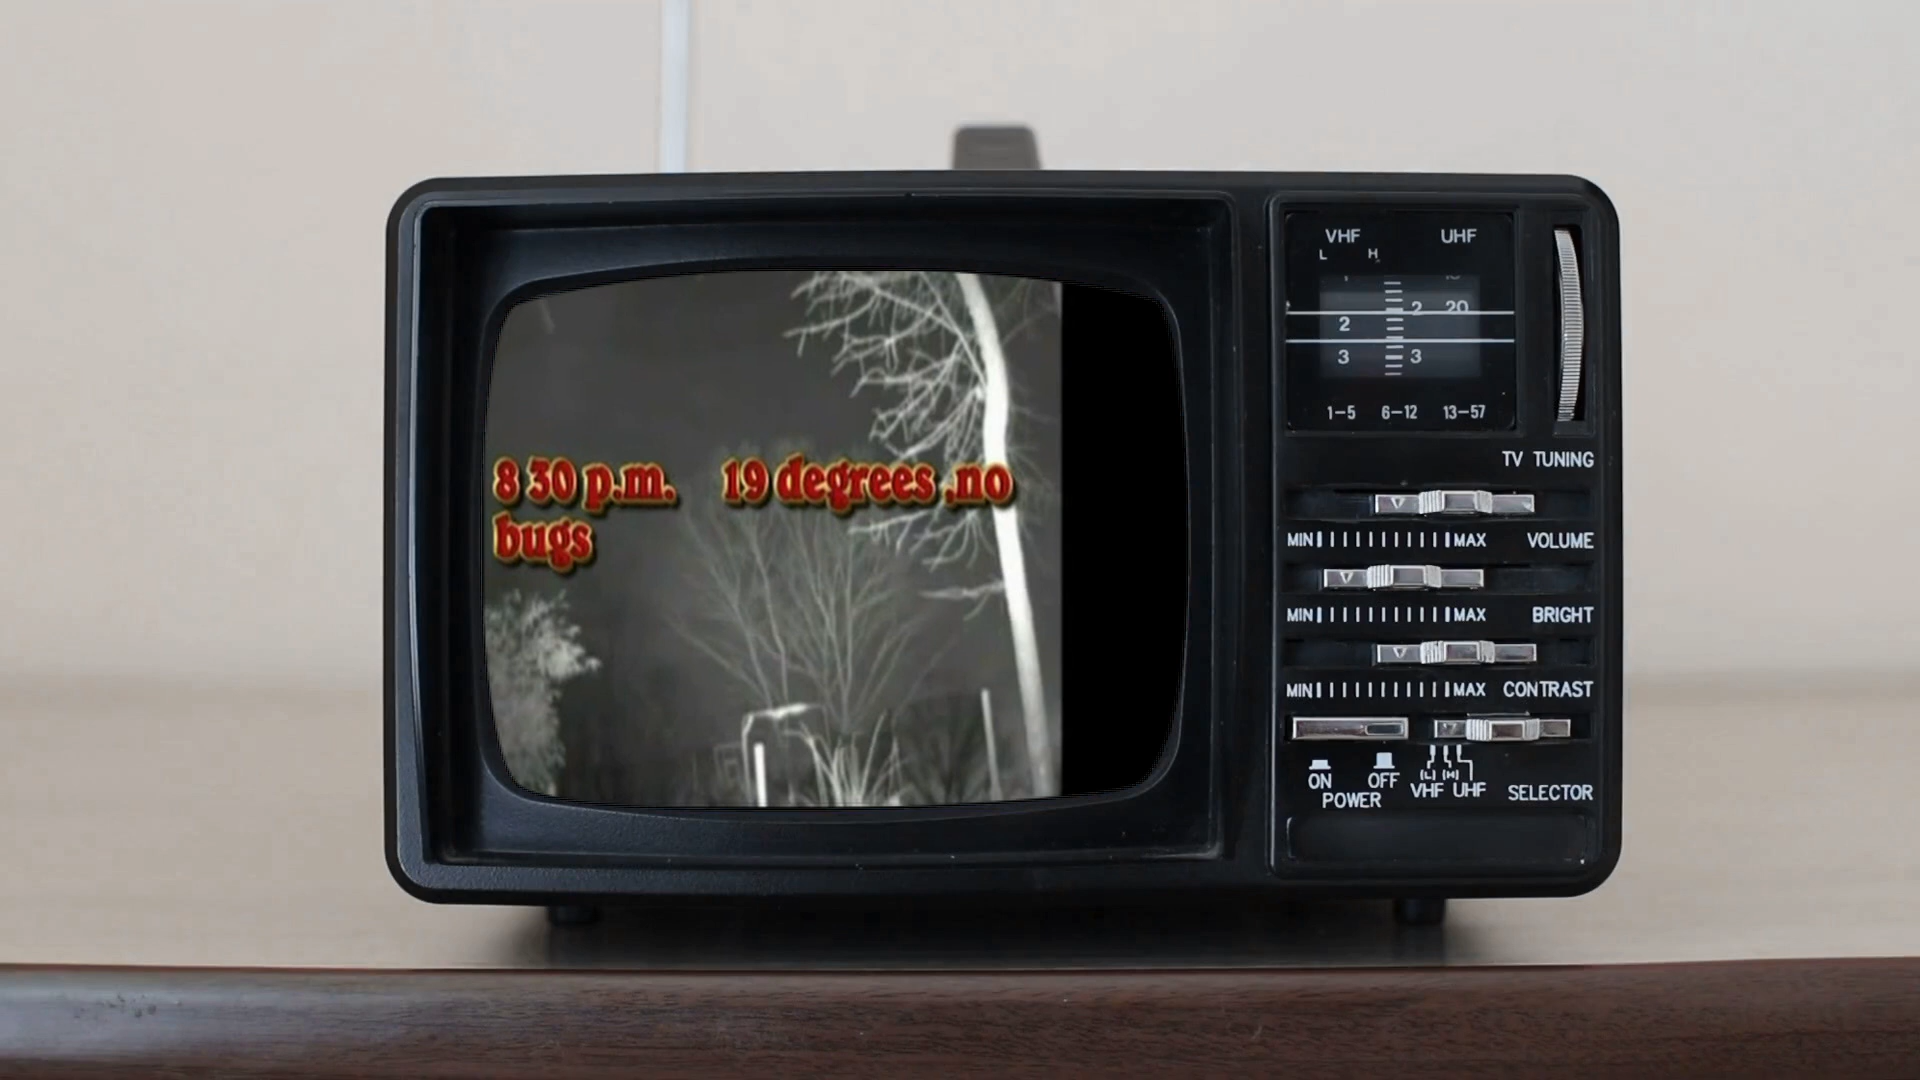 8 30 p.m. 19 degrees ,no
bugs
VHF UHF
L H
2 20
2
3 3
1-5 6-12 13-57
TV TUNING
MIN MAX VOLUME
MIN MAX BRIGHT
MIN MAX CONTRAST
ON OFF
POWER
(L) (H)
VHF UHF
SELECTOR